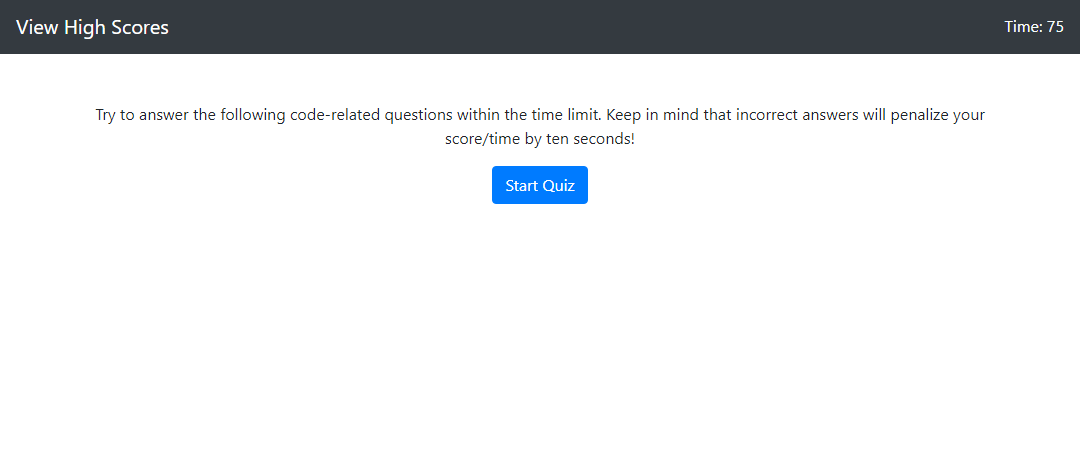 View High Scores
Time: 75
Try to answer the following code-related questions within the time limit. Keep in mind that incorrect answers will penalize your
score/time by ten seconds!
Start Quiz